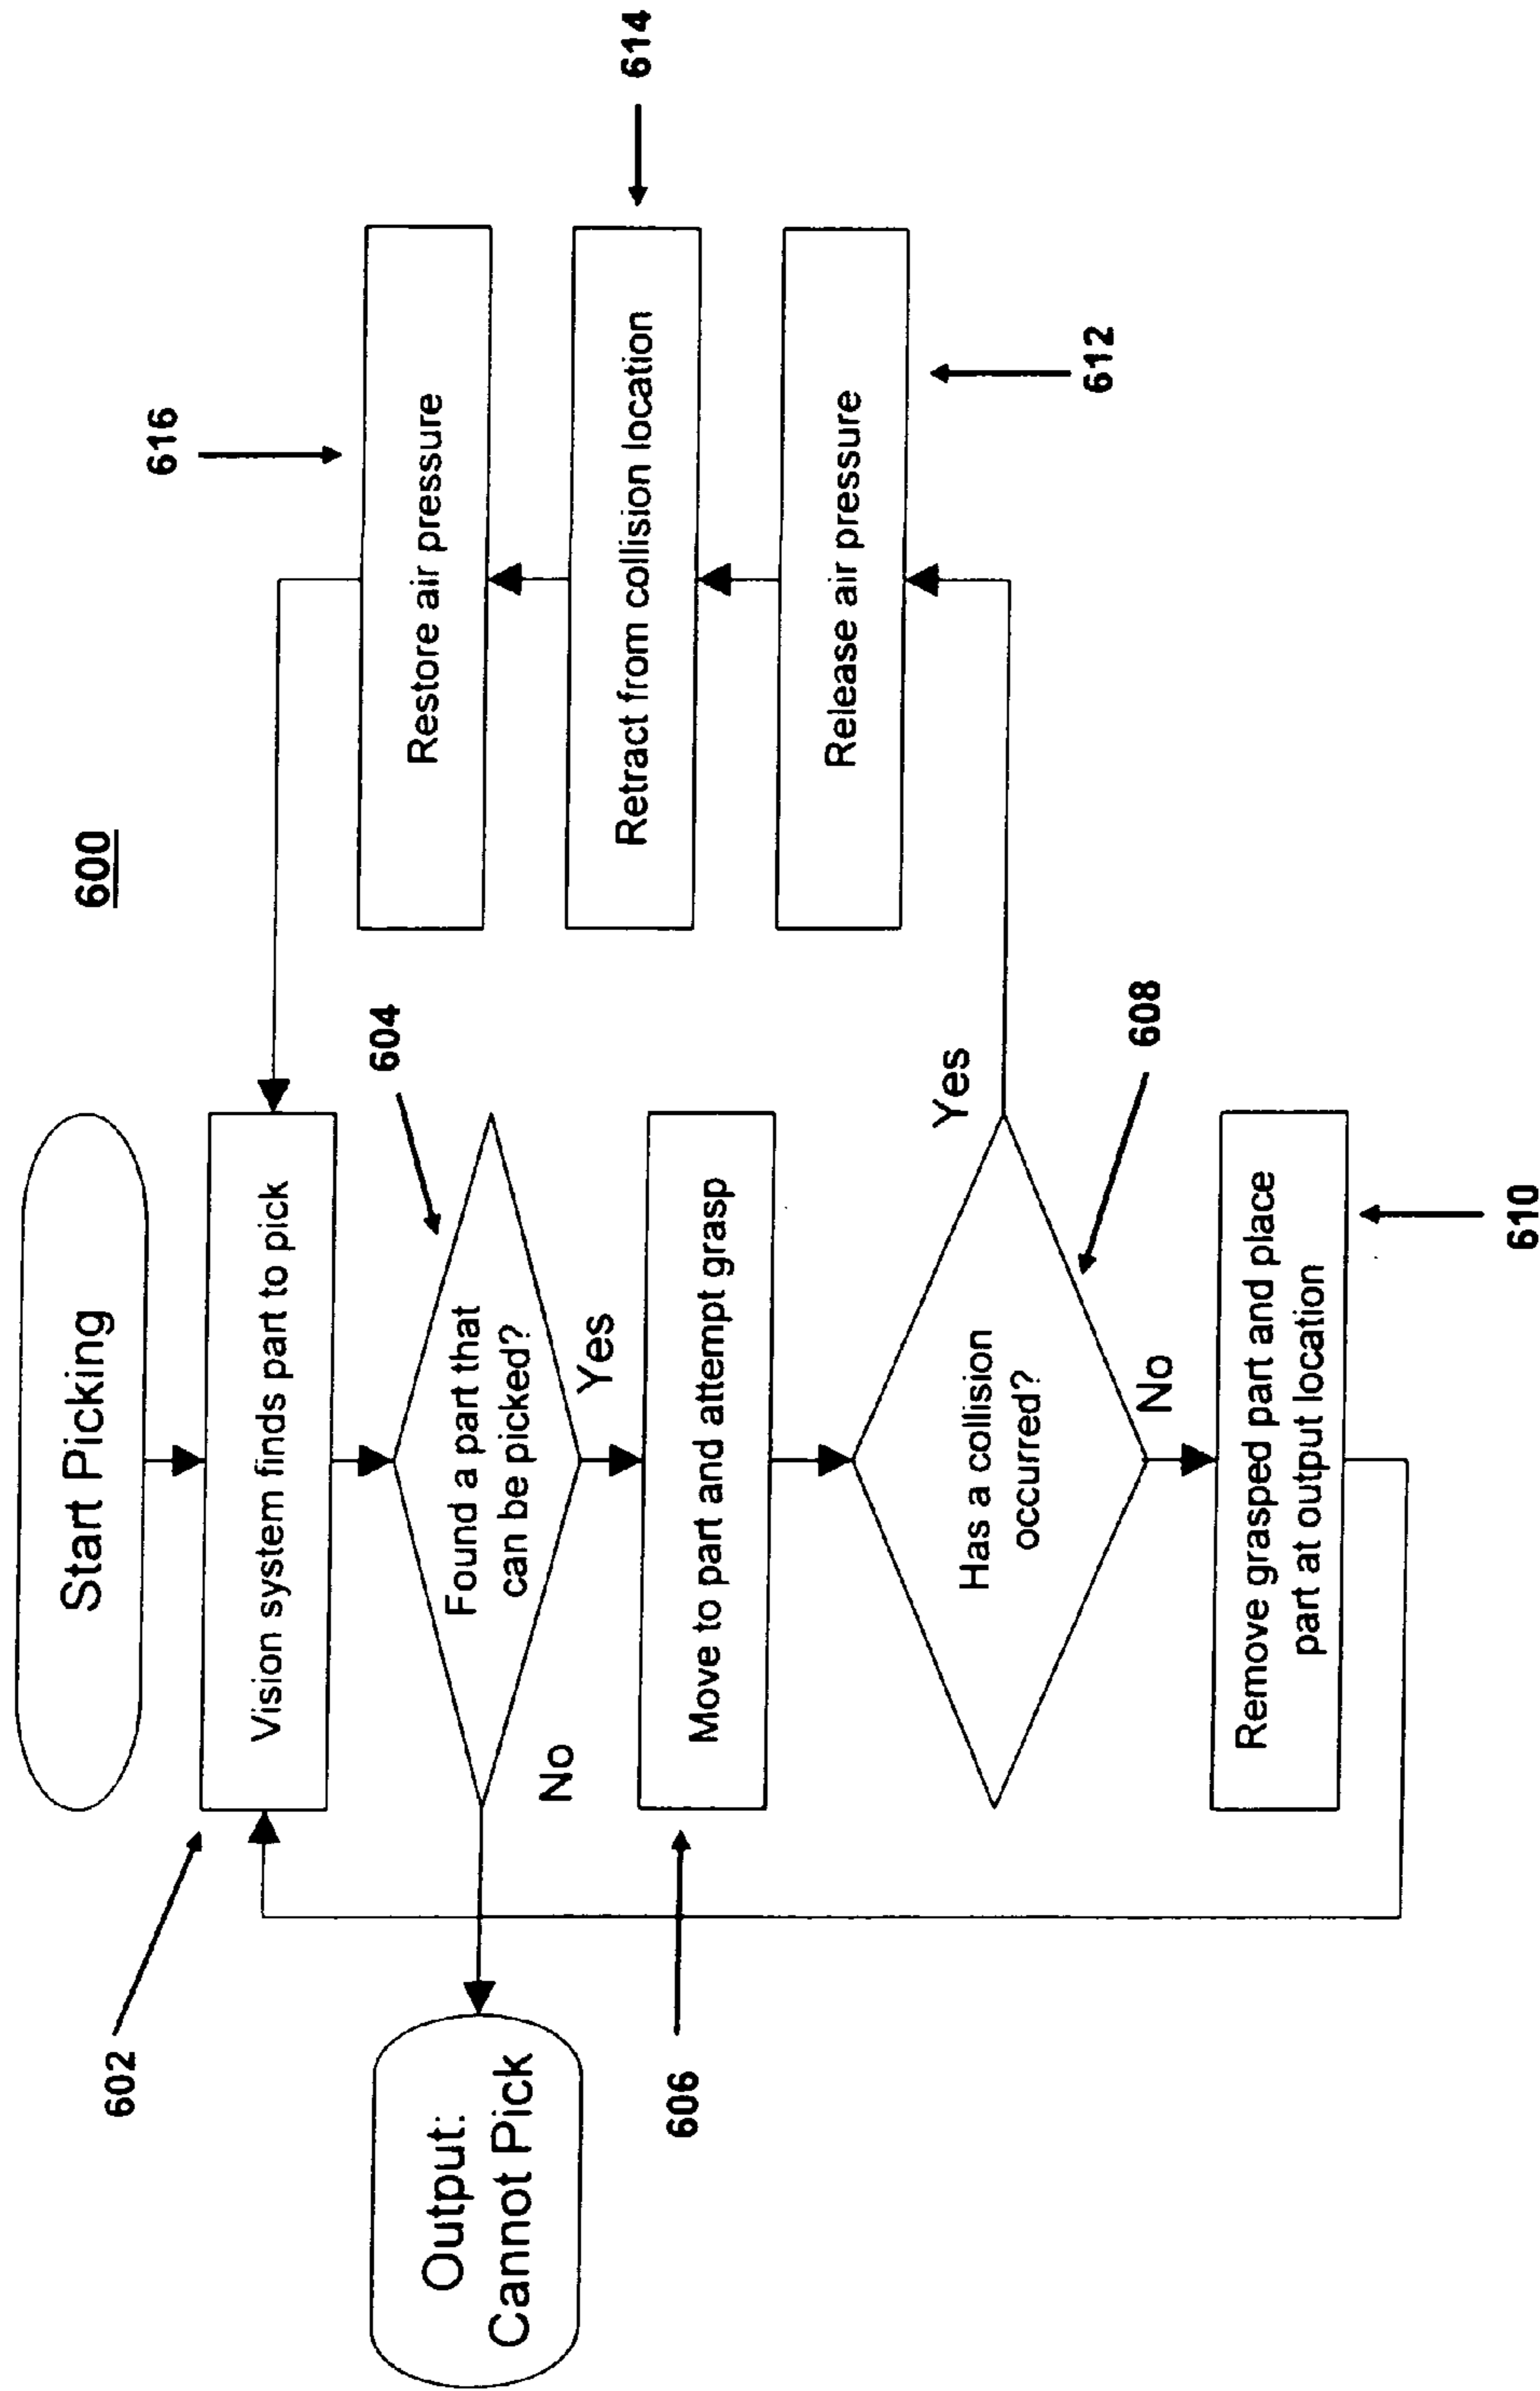 600
Start Picking
602
Vision system finds part to pick
604
Found a part that
can be picked?
No
Yes
Output:
Cannot Pick
606
Move to part and attempt grasp
Has a collision
occurred?
Yes
608
No
Remove grasped part and place
part at output location
610
616
Restore air pressure
Retract from collision location
614
Release air pressure
612